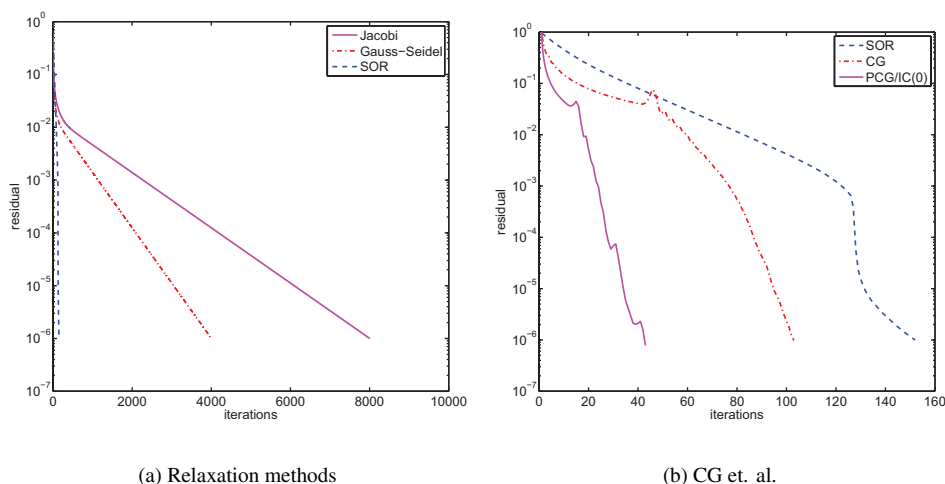 10^0
10^-1
10^-2
10^-3
10^-4
10^-5
10^-6
10^-7
residual
0 2000 4000 6000 8000 10000
iterations
Jacobi
Gauss−Seidel
SOR
(a) Relaxation methods
10^0
10^-1
10^-2
10^-3
10^-4
10^-5
10^-6
10^-7
residual
0 20 40 60 80 100 120 140 160
iterations
SOR
CG
PCG/IC(0)
(b) CG et. al.